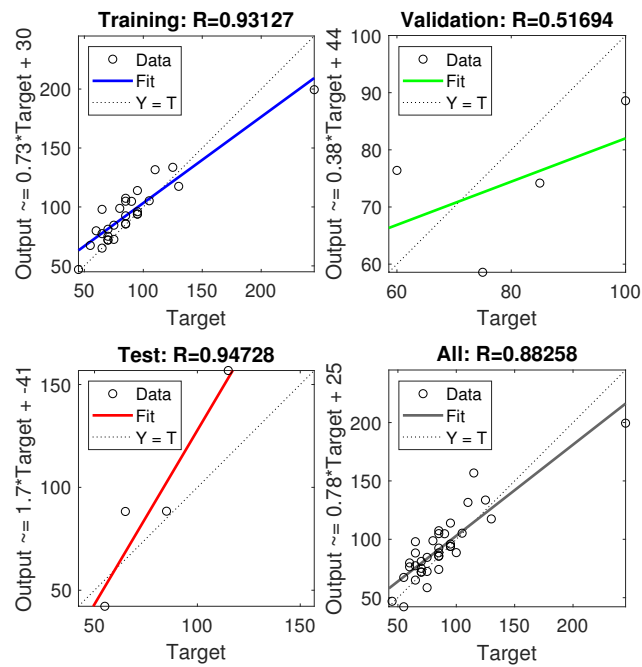 Training: R=0.93127
Output ~= 0.73*Target + 30
200
150
100
50
Data
Fit
Y = T
50 100 150 200
Target
Validation: R=0.51694
Output ~= 0.38*Target + 44
100
90
80
70
60
Data
Fit
Y = T
60 80 100
Target
Test: R=0.94728
Output ~= 1.7*Target + -41
150
100
50
Data
Fit
Y = T
50 100 150
Target
All: R=0.88258
Output ~= 0.78*Target + 25
200
150
100
50
Data
Fit
Y = T
50 100 150 200
Target